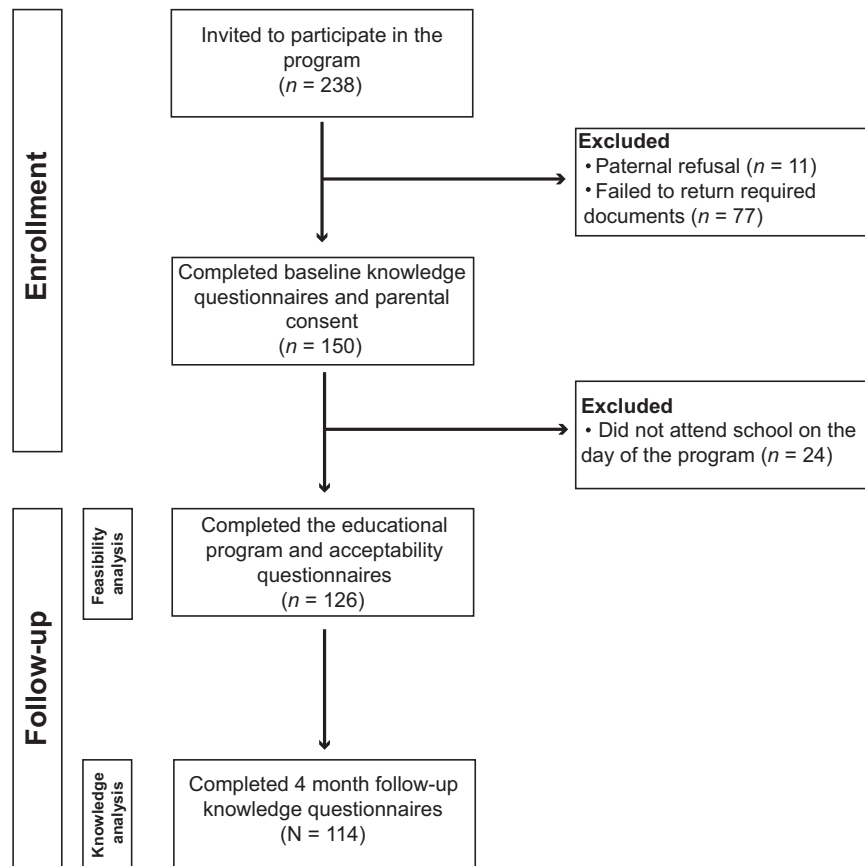 Enrollment
Invited to participate in the
program
(n = 238)
Excluded
• Paternal refusal (n = 11)
• Failed to return required
documents (n = 77)
Completed baseline knowledge
questionnaires and parental
consent
(n = 150)
Excluded
• Did not attend school on the
day of the program (n = 24)
Follow-up
Feasibility
analysis
Completed the educational
program and acceptability
questionnaires
(n = 126)
Knowledge
analysis
Completed 4 month follow-up
knowledge questionnaires
(N = 114)